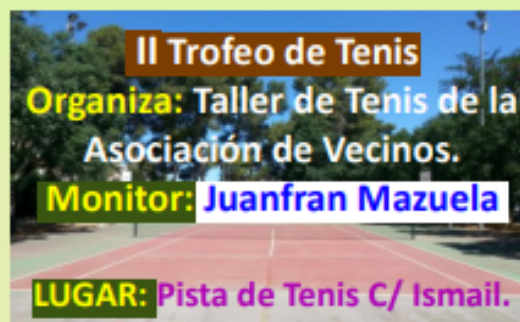 II Trofeo de Tenis
Organiza: Taller de Tenis de la
Asociación de Vecinos.
Monitor: Juanfran Mazuela
LUGAR: Pista de Tenis C/ Ismail.